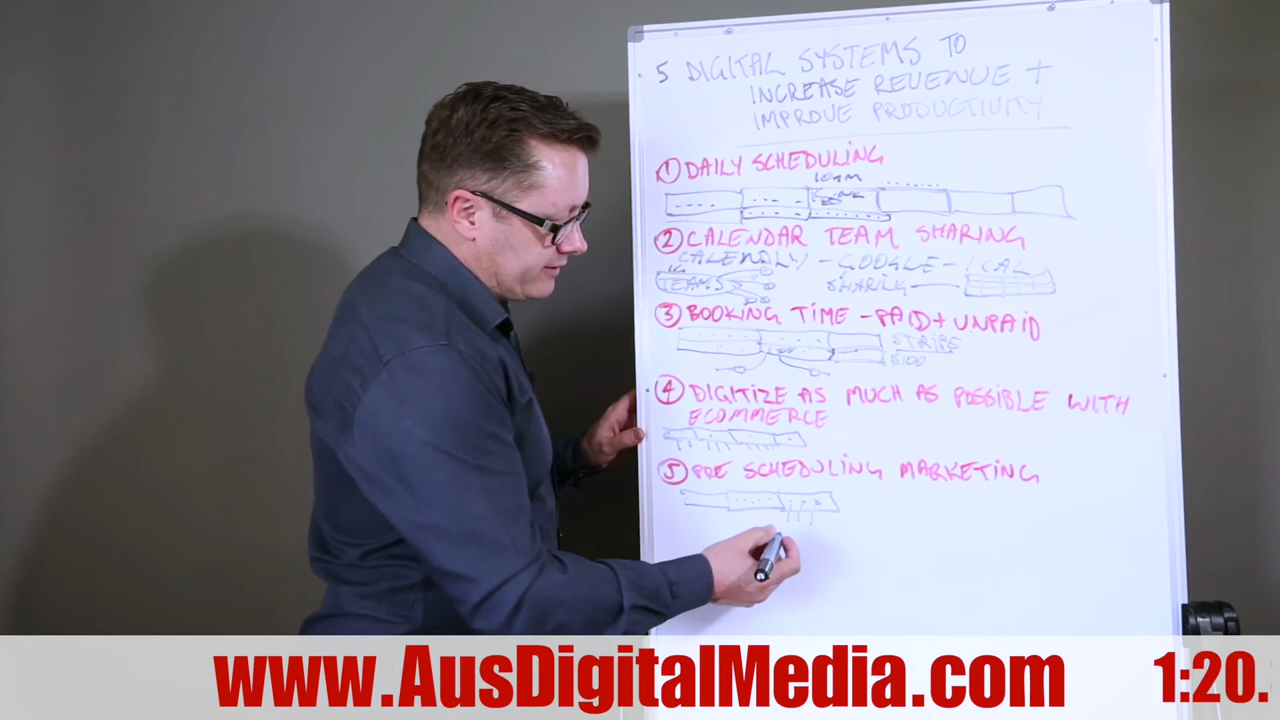 5 DIGITAL SYSTEMS TO
INCREASE REVENUE +
IMPROVE PRODUCTIVITY
① DAILY SCHEDULING
10AM
② CALENDAR TEAM SHARING
CALENDLY - GOOGLE - ICAL
TEAMS
SHARING
③ BOOKING TIME - PAID + UNPAID
STRIPE
$100
④ DIGITIZE AS MUCH AS POSSIBLE WITH
ECOMMERCE
⑤ PRE SCHEDULING MARKETING
www.AusDigitalMedia.com
1:20.